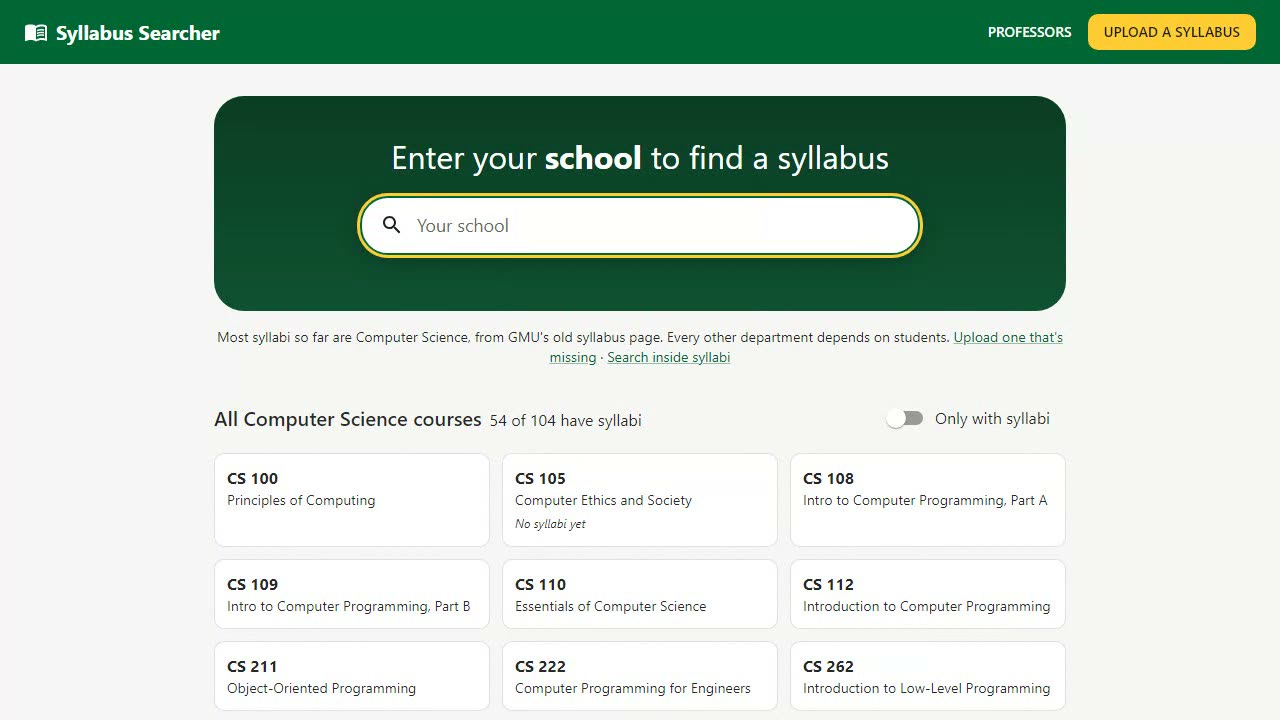 Syllabus Searcher
PROFESSORS
UPLOAD A SYLLABUS
Enter your school to find a syllabus
Your school
Most syllabi so far are Computer Science, from GMU's old syllabus page. Every other department depends on students. Upload one that's
missing · Search inside syllabi
All Computer Science courses 54 of 104 have syllabi
Only with syllabi
CS 100
Principles of Computing
CS 105
Computer Ethics and Society
No syllabi yet
CS 108
Intro to Computer Programming, Part A
CS 109
Intro to Computer Programming, Part B
CS 110
Essentials of Computer Science
CS 112
Introduction to Computer Programming
CS 211
Object-Oriented Programming
CS 222
Computer Programming for Engineers
CS 262
Introduction to Low-Level Programming